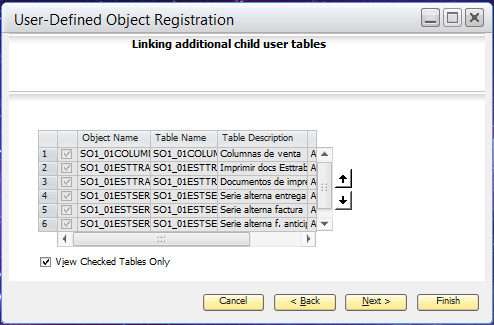 User-Defined Object Registration
Linking additional child user tables
Object Name Table Name Table Description
1 SO1_01COLUMN SO1_01COLUM Columnas de venta A
2 SO1_01ESTTRA SO1_01ESTTR Imprimir docs Esttrab A
3 SO1_01ESTTRA SO1_01ESTTR Documentos de impre A
4 SO1_01ESTSER SO1_01ESTSE Serie alterna entrega A
5 SO1_01ESTSER SO1_01ESTSE Serie alterna factura A
6 SO1_01ESTSER SO1_01ESTSE Serie alterna f. anticip A
View Checked Tables Only
Cancel < Back Next > Finish